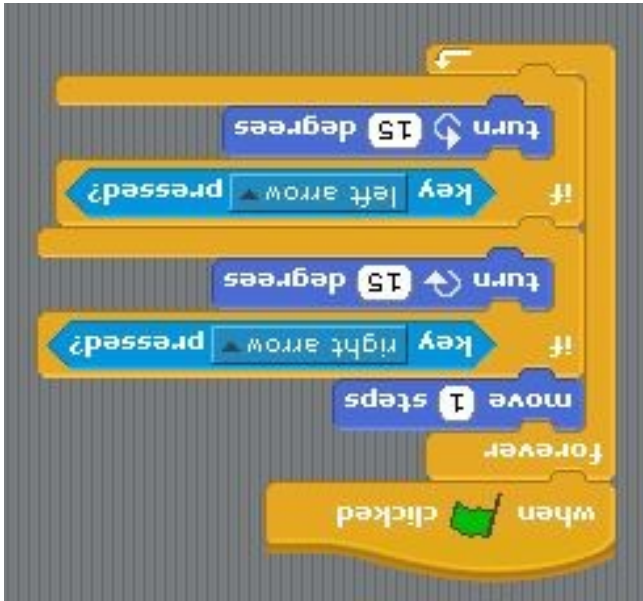 when clicked
forever
move 1 steps
if key right arrow pressed?
turn 15 degrees
if key left arrow pressed?
turn 15 degrees